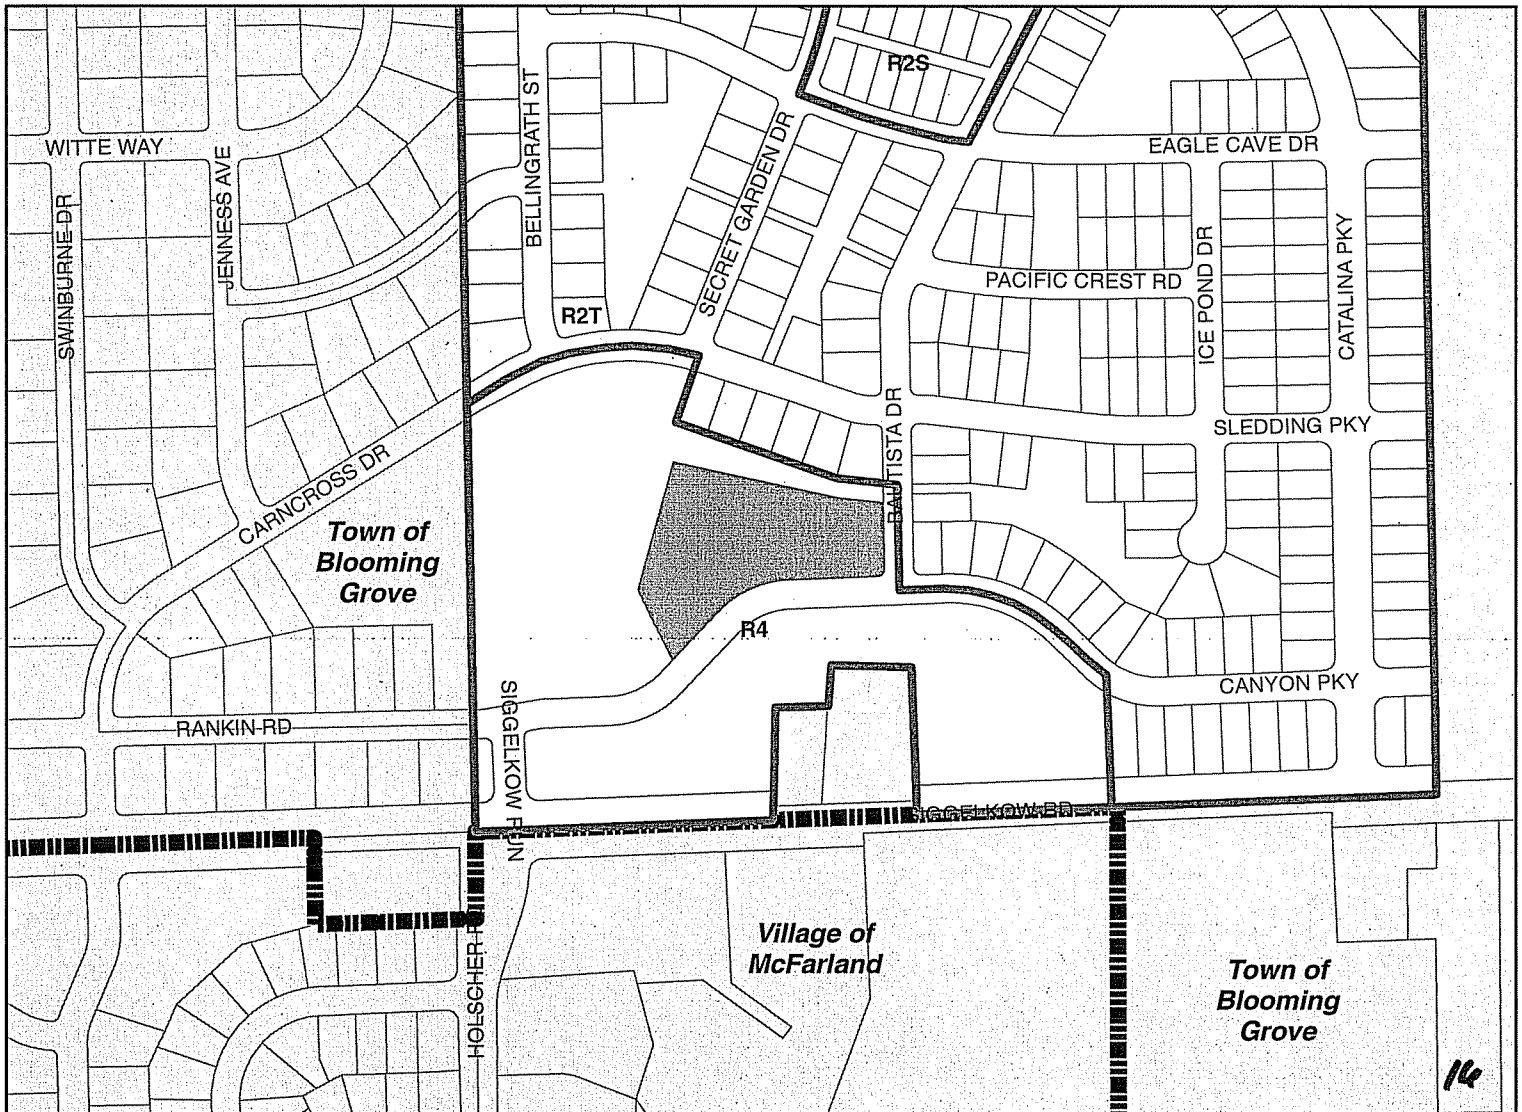 R2S
WITTE WAY
EAGLE CAVE DR
BELLINGRATH ST
JENNESS AVE
SECRET GARDEN DR
SWINBURNE DR
PACIFIC CREST RD
ICE POND DR
CATALINA PKY
R2T
BAUTISTA DR
SLEDDING PKY
CARNCROSS DR
Town of
Blooming
Grove
R4
SIGGELKOW RUN
CANYON PKY
RANKIN RD
SIGGELKOW RD
HOLSCHER RD
Village of
McFarland
Town of
Blooming
Grove
16